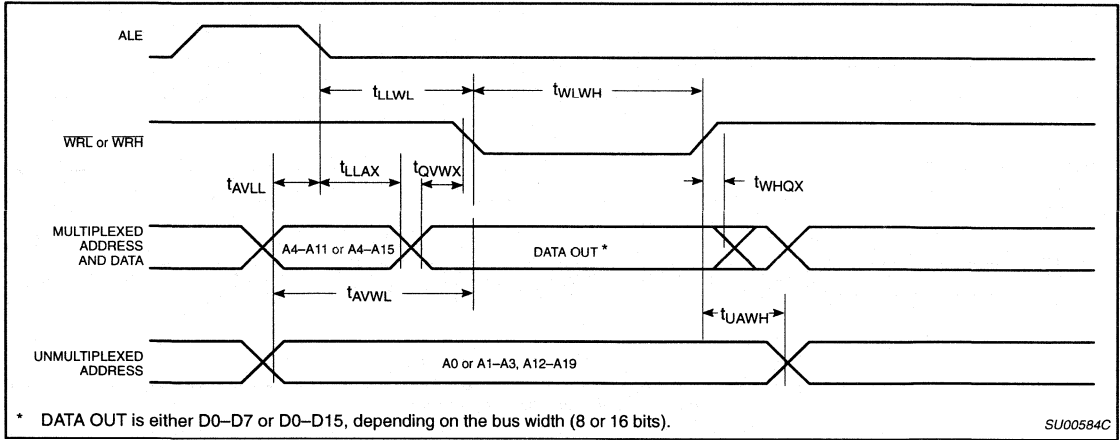 ALE
tLLWL
tWLWH
WRL or WRH
tAVLL
tLLAX
tQVWX
tWHQX
MULTIPLEXED
ADDRESS
AND DATA
A4–A11 or A4–A15
DATA OUT *
tAVWL
tUAWH
UNMULTIPLEXED
ADDRESS
A0 or A1–A3, A12–A19
* DATA OUT is either D0–D7 or D0–D15, depending on the bus width (8 or 16 bits).
SU00584C